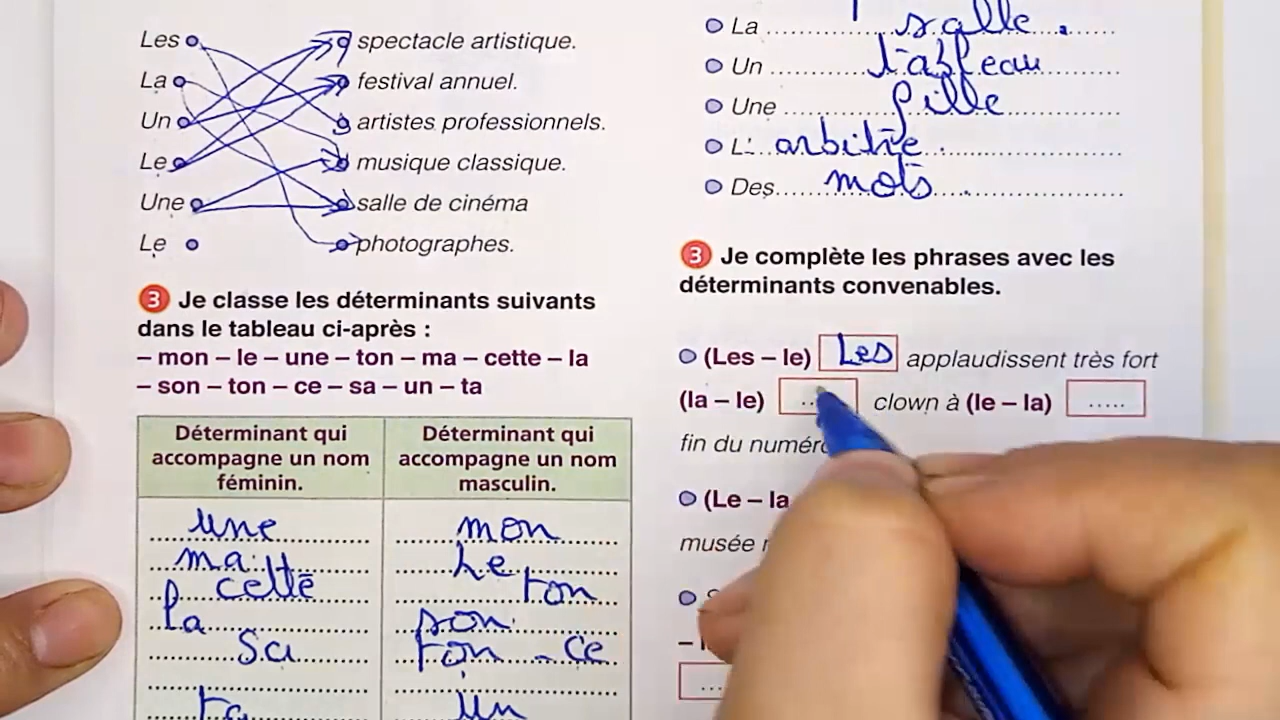 Les spectacle artistique.
La festival annuel.
Un artistes professionnels.
Le musique classique.
Une salle de cinéma
Le photographes.
3 Je classe les déterminants suivants
dans le tableau ci-après :
– mon – le – une – ton – ma – cette – la
– son – ton – ce – sa – un – ta
Déterminant qui accompagne un nom féminin.
Déterminant qui accompagne un nom masculin.
une mon
ma Le
cette ton
la son
Sa ton - ce
ta un
La salle.
Un tableau
Une fille
L' arbitre.
Des mots.
3 Je complète les phrases avec les
déterminants convenables.
(Les – le) Les applaudissent très fort
(la – le) ..... clown à (le – la) .....
fin du numéro
(Le – la
musée